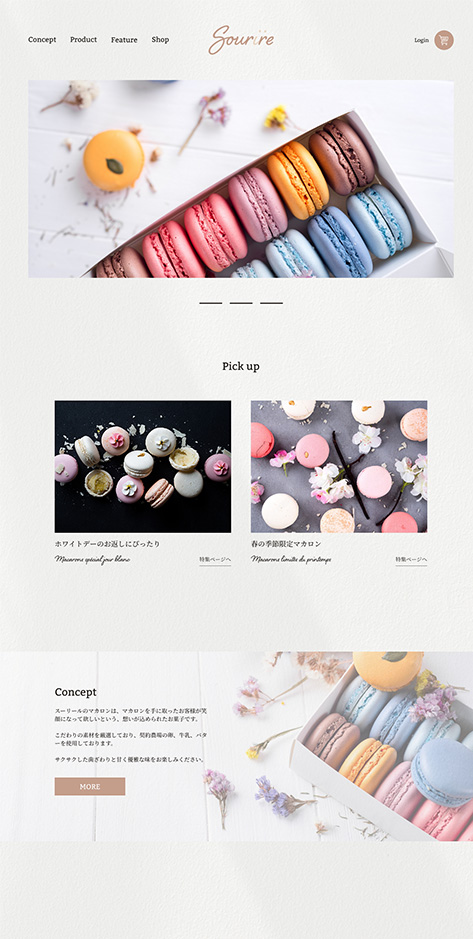 Concept Product Feature Shop
Sourire
Login
Pick up
ホワイトデーのお返しにぴったり
Macarons spécial jour blanc
特集ページへ
春の季節限定マカロン
Macarons limités du printemps
特集ページへ
Concept
スーリールのマカロンは、マカロンを手に取ったお客様が笑
顔になって欲しいという、想いが込められたお菓子です。
こだわりの素材を厳選しており、契約農場の卵、牛乳、バタ
ーを使用しております。
サクサクした歯ざわりと甘く優雅な味をお楽しみください。
MORE